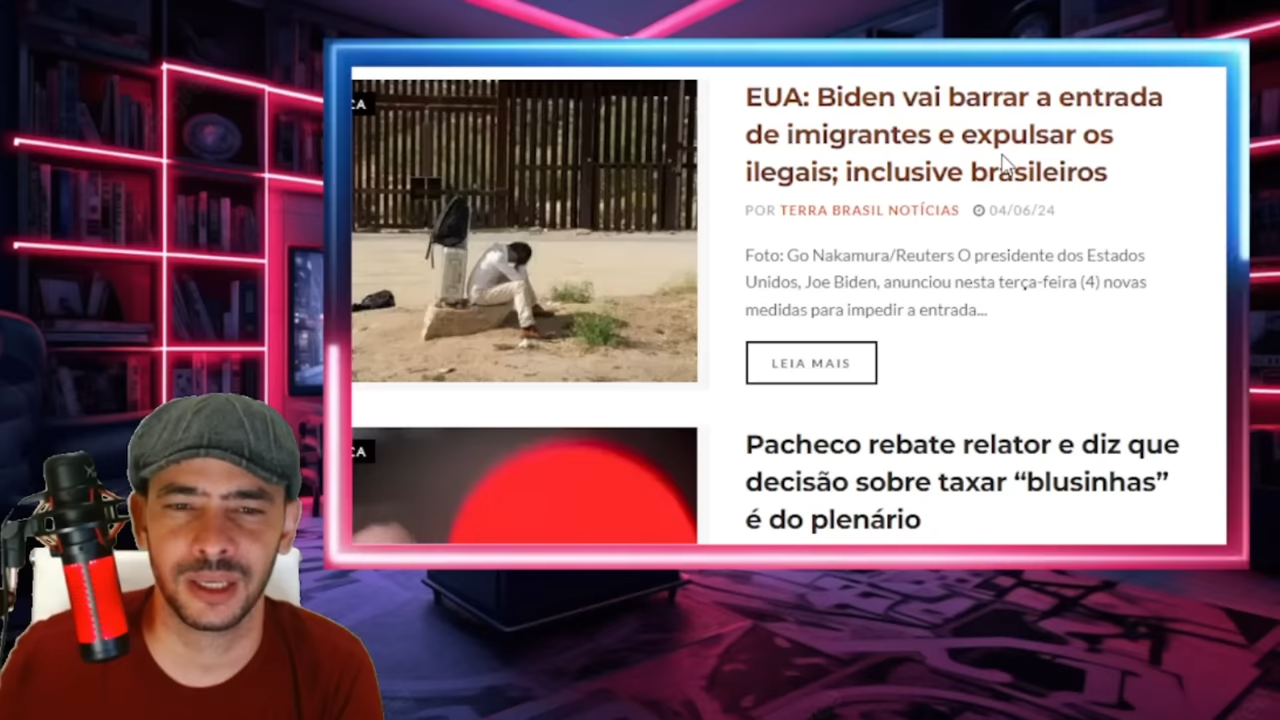 CA
EUA: Biden vai barrar a entrada
de imigrantes e expulsar os
ilegais; inclusive brasileiros
POR TERRA BRASIL NOTÍCIAS 04/06/24
Foto: Go Nakamura/Reuters O presidente dos Estados
Unidos, Joe Biden, anunciou nesta terça-feira (4) novas
medidas para impedir a entrada...
LEIA MAIS
CA
Pacheco rebate relator e diz que
decisão sobre taxar “blusinhas”
é do plenário